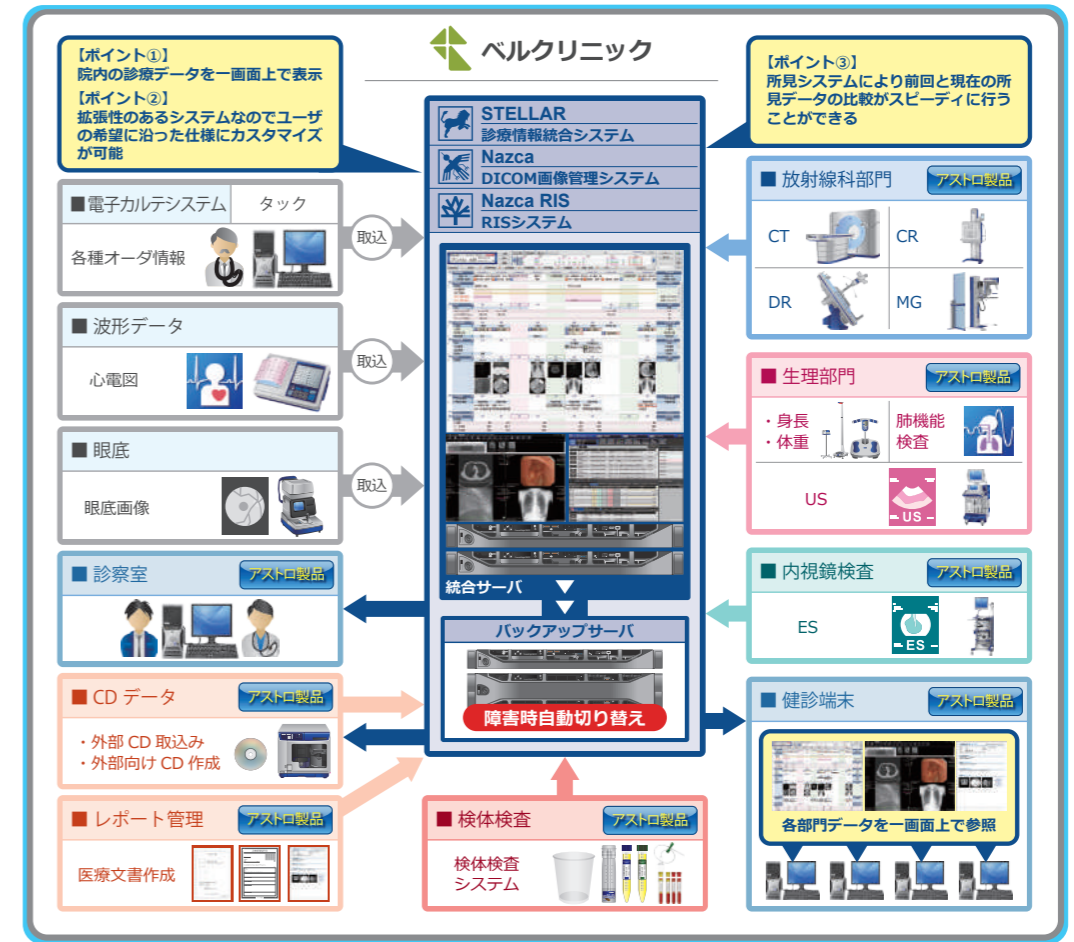 ベルクリニック
【ポイント①】
院内の診療データを一画面上で表示
【ポイント②】
拡張性のあるシステムなのでユーザ
の希望に沿った仕様にカスタマイズ
が可能
【ポイント③】
所見システムにより前回と現在の所
見データの比較がスピーディに行う
ことができる
STELLAR
診療情報統合システム
Nazca
DICOM画像管理システム
Nazca RIS
RISシステム
統合サーバ
バックアップサーバ
障害時自動切り替え
■電子カルテシステム タック
各種オーダ情報
取込
■ 波形データ
心電図
取込
■ 眼底
眼底画像
取込
■ 診察室 アストロ製品
■ CD データ アストロ製品
・外部 CD 取込み
・外部向け CD 作成
■ レポート管理 アストロ製品
医療文書作成
■ 検体検査 アストロ製品
検体検査
システム
■ 放射線科部門 アストロ製品
CT CR
DR MG
■ 生理部門 アストロ製品
・身長
・体重
肺機能
検査
US
US
■ 内視鏡検査 アストロ製品
ES
ES
■ 健診端末 アストロ製品
各部門データを一画面上で参照